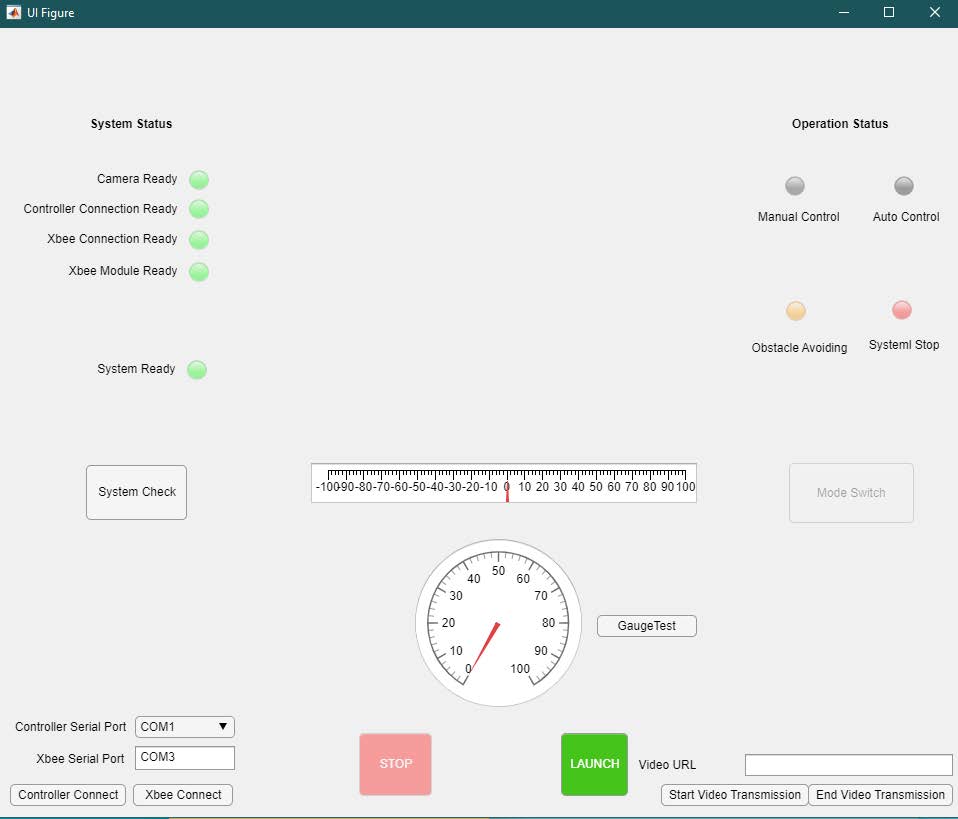 UI Figure
System Status
Operation Status
Camera Ready
Controller Connection Ready
Xbee Connection Ready
Xbee Module Ready
Manual Control
Auto Control
Obstacle Avoiding
Systeml Stop
System Ready
System Check
-100-90-80-70-60-50-40-30-20-10 0 10 20 30 40 50 60 70 80 90 100
Mode Switch
0 10 20 30 40 50 60 70 80 90 100
GaugeTest
Controller Serial Port COM1
Xbee Serial Port COM3
Controller Connect Xbee Connect
STOP
LAUNCH
Video URL
Start Video Transmission End Video Transmission